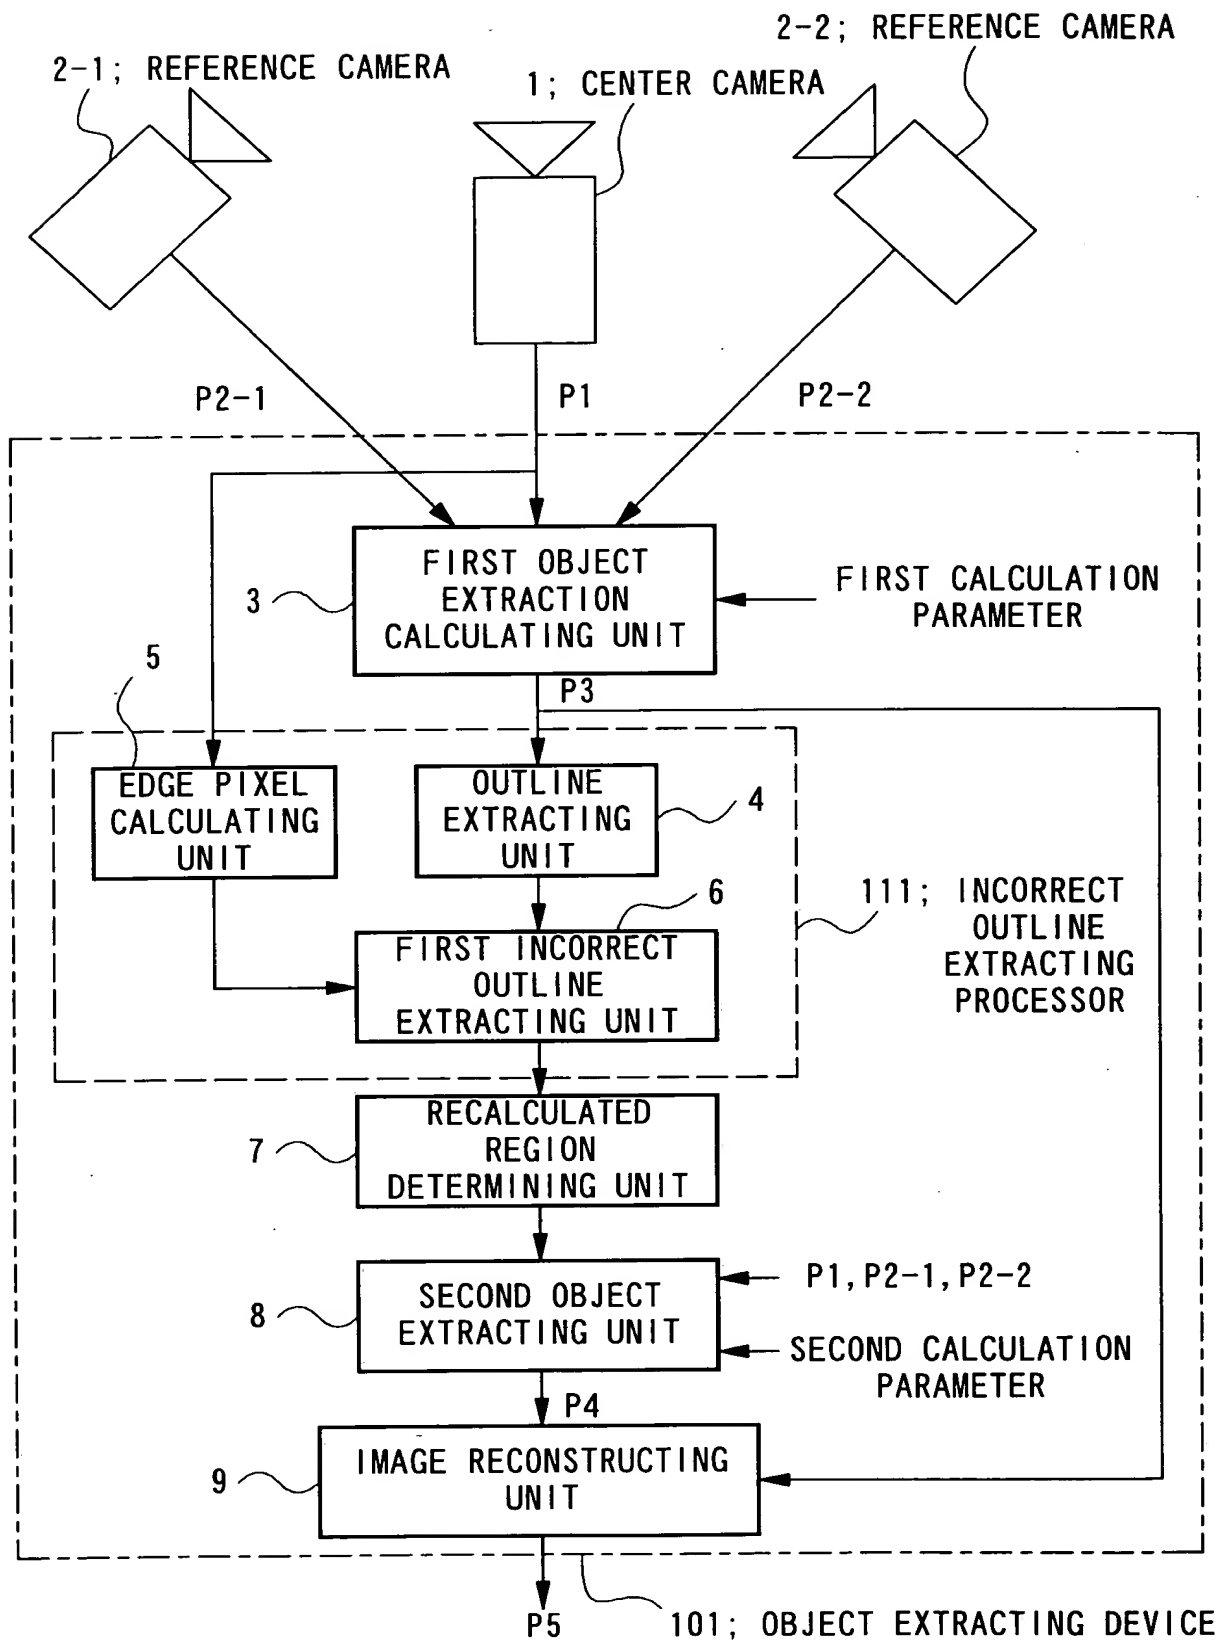 2-2; REFERENCE CAMERA
2-1; REFERENCE CAMERA
1; CENTER CAMERA
P2-1
P1
P2-2
FIRST OBJECT
EXTRACTION
CALCULATING UNIT
3
FIRST CALCULATION
PARAMETER
5
P3
EDGE PIXEL
CALCULATING
UNIT
OUTLINE
EXTRACTING
UNIT
4
6
111; INCORRECT
OUTLINE
EXTRACTING
PROCESSOR
FIRST INCORRECT
OUTLINE
EXTRACTING UNIT
RECALCULATED
REGION
DETERMINING UNIT
7
SECOND OBJECT
EXTRACTING UNIT
8
P1, P2-1, P2-2
SECOND CALCULATION
PARAMETER
P4
IMAGE RECONSTRUCTING
UNIT
9
P5
101; OBJECT EXTRACTING DEVICE